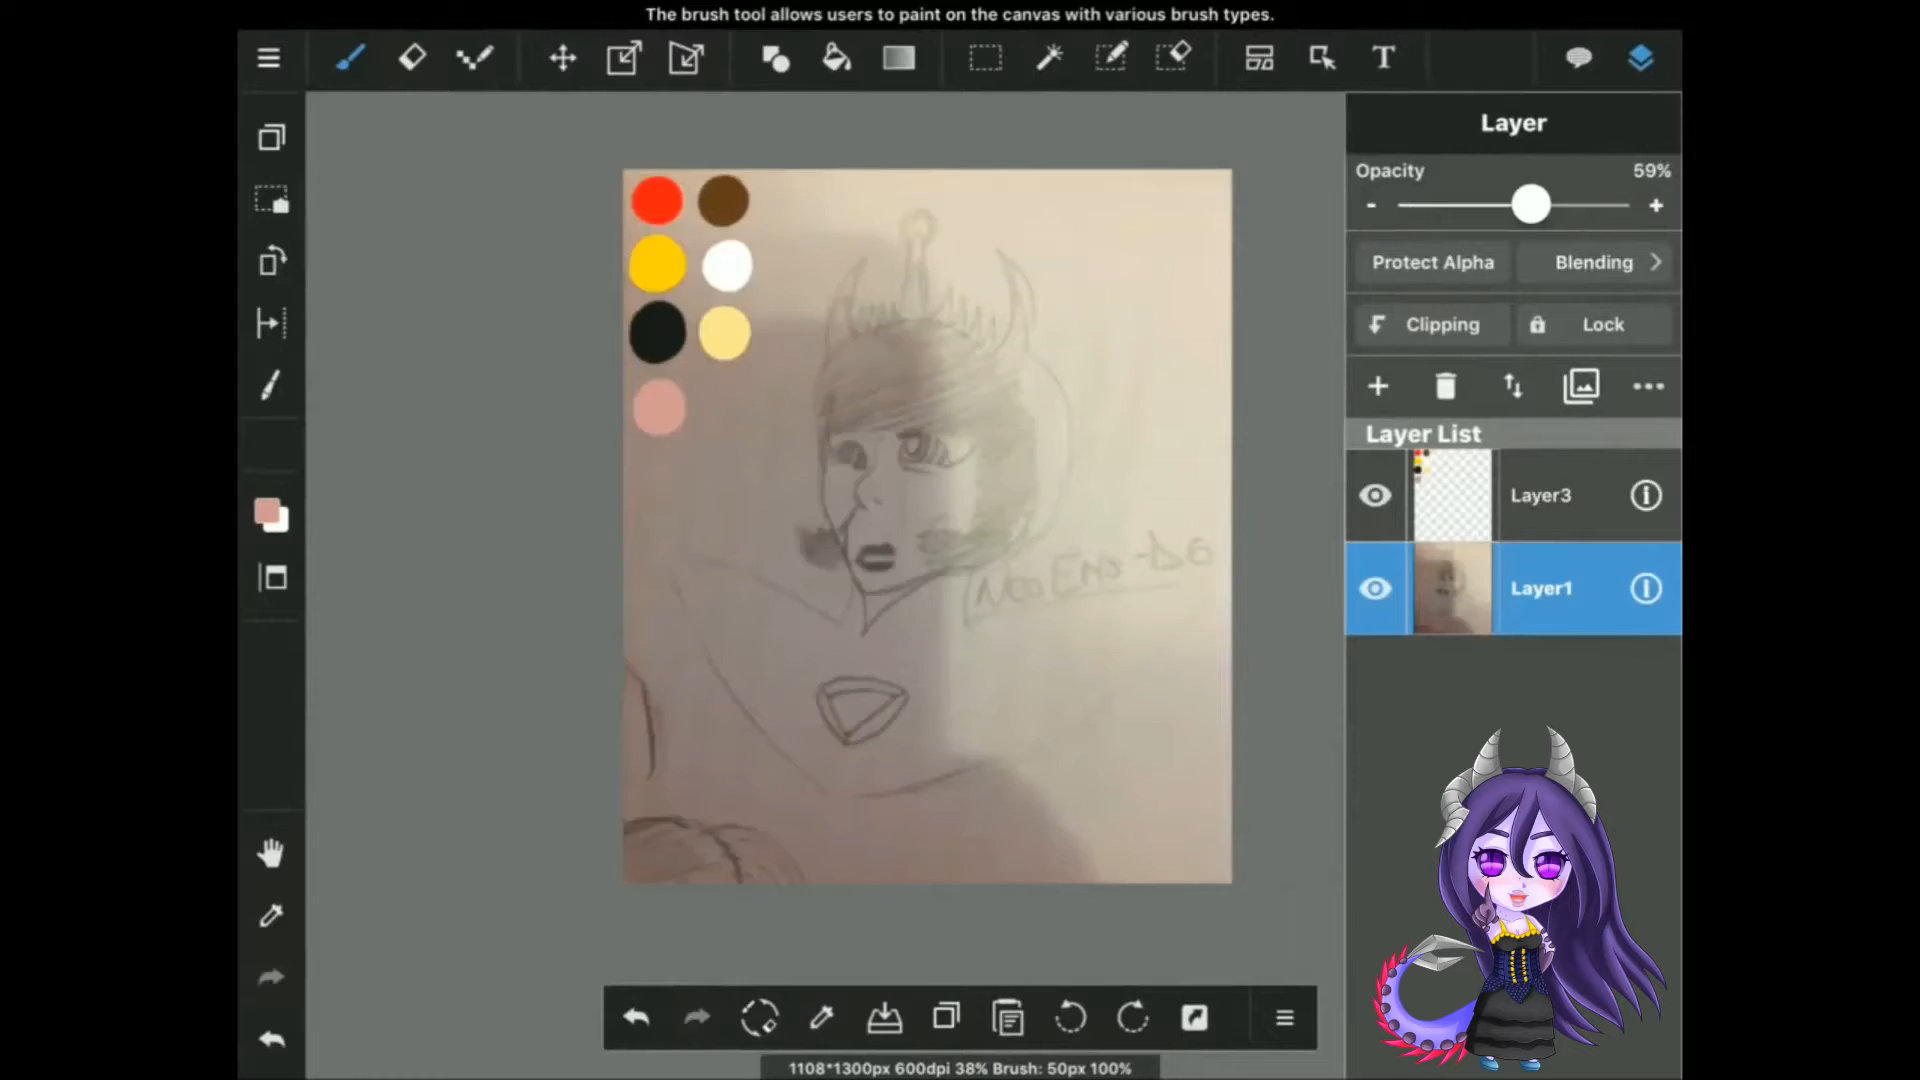 The brush tool allows users to paint on the canvas with various brush types.
T
Layer
Opacity 59%
- +
Protect Alpha Blending
Clipping Lock
Layer List
Layer3
Layer1
1108*1300px 600dpi 38% Brush: 50px 100%